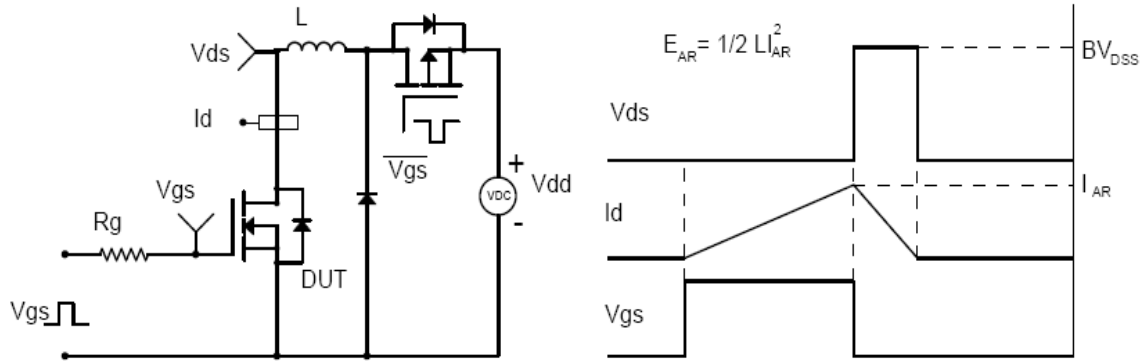 L
Vds
Id
Vgs
Rg
DUT
Vgs
Vgs
+
VDC
Vdd
-
E_AR = 1/2 LI_AR^2
BV_DSS
Vds
I_AR
Id
Vgs